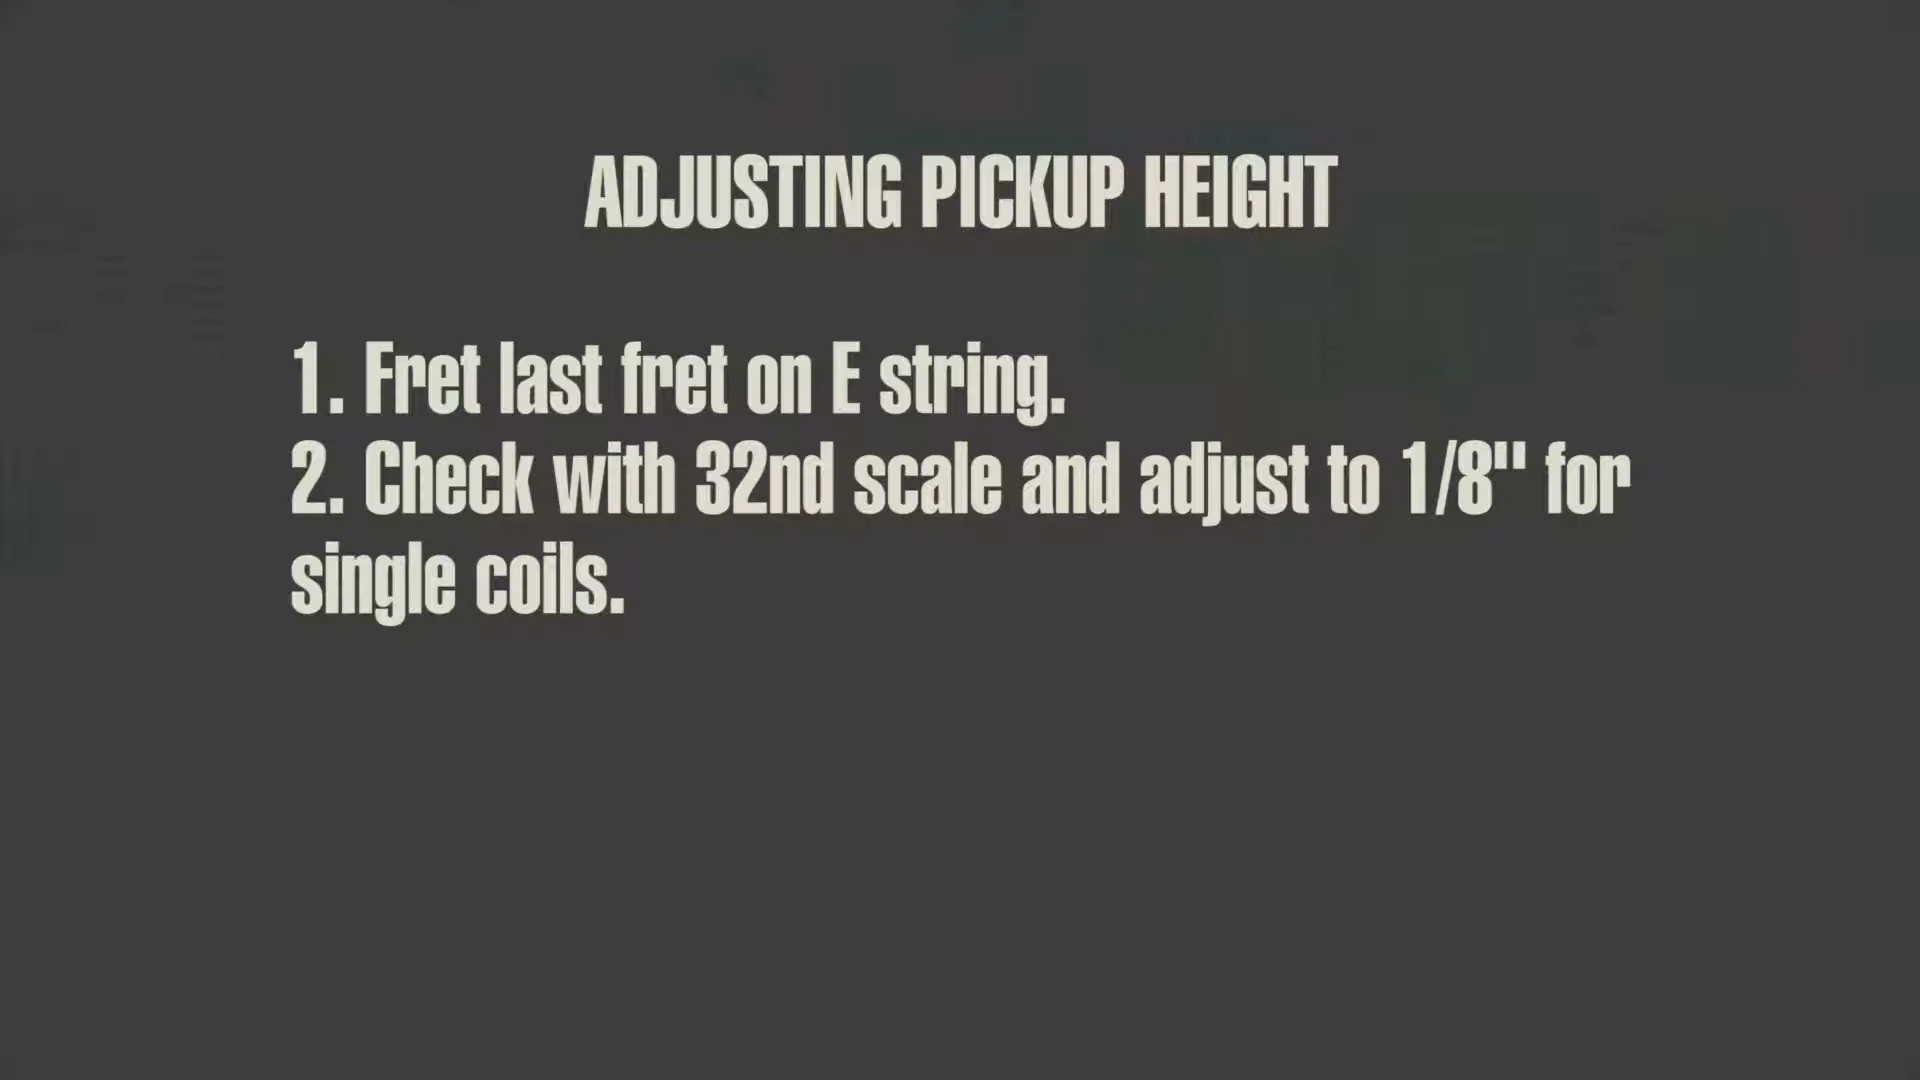 ADJUSTING PICKUP HEIGHT
1. Fret last fret on E string.
2. Check with 32nd scale and adjust to 1/8" for
single coils.